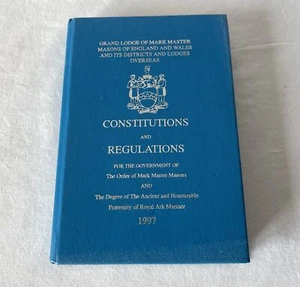 GRAND LODGE OF MARK MASTER
MASONS OF ENGLAND AND WALES
AND ITS DISTRICTS AND LODGES
OVERSEAS
CONSTITUTIONS
AND
REGULATIONS
FOR THE GOVERNMENT OF
The Order of Mark Master Masons
AND
The Degree of The Ancient and Honourable
Fraternity of Royal Ark Mariner
1997